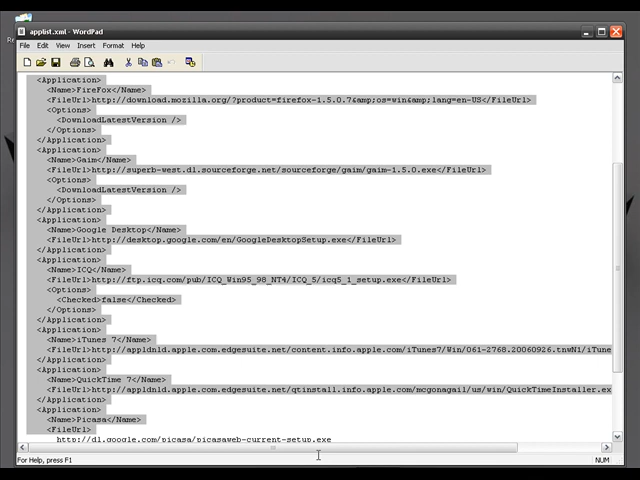 applist.xml - WordPad
File Edit View Insert Format Help
<Application>
<Name>FireFox</Name>
<FileUrl>http://download.mozilla.org/?product=firefox-1.5.0.7&amp;os=win&amp;lang=en-US</FileUrl>
<Options>
<DownloadLatestVersion />
</Options>
</Application>
<Application>
<Name>Gaim</Name>
<FileUrl>http://superb-west.dl.sourceforge.net/sourceforge/gaim/gaim-1.5.0.exe</FileUrl>
<Options>
<DownloadLatestVersion />
</Options>
</Application>
<Application>
<Name>Google Desktop</Name>
<FileUrl>http://desktop.google.com/en/GoogleDesktopSetup.exe</FileUrl>
</Application>
<Application>
<Name>ICQ</Name>
<FileUrl>http://ftp.icq.com/pub/ICQ_Win95_98_NT4/ICQ_5/icq5_1_setup.exe</FileUrl>
<Options>
<Checked>false</Checked>
</Options>
</Application>
<Application>
<Name>iTunes 7</Name>
<FileUrl>http://appldnld.apple.com.edgesuite.net/content.info.apple.com/iTunes7/Win/061-2768.20060926.tnwN1/iTune
</Application>
<Application>
<Name>QuickTime 7</Name>
<FileUrl>http://appldnld.apple.com.edgesuite.net/qtinstall.info.apple.com/mcgonagail/us/win/QuickTimeInstaller.ex
</Application>
<Application>
<Name>Picasa</Name>
<FileUrl>
http://dl.google.com/picasa/picasaweb-current-setup.exe
For Help, press F1
NUM